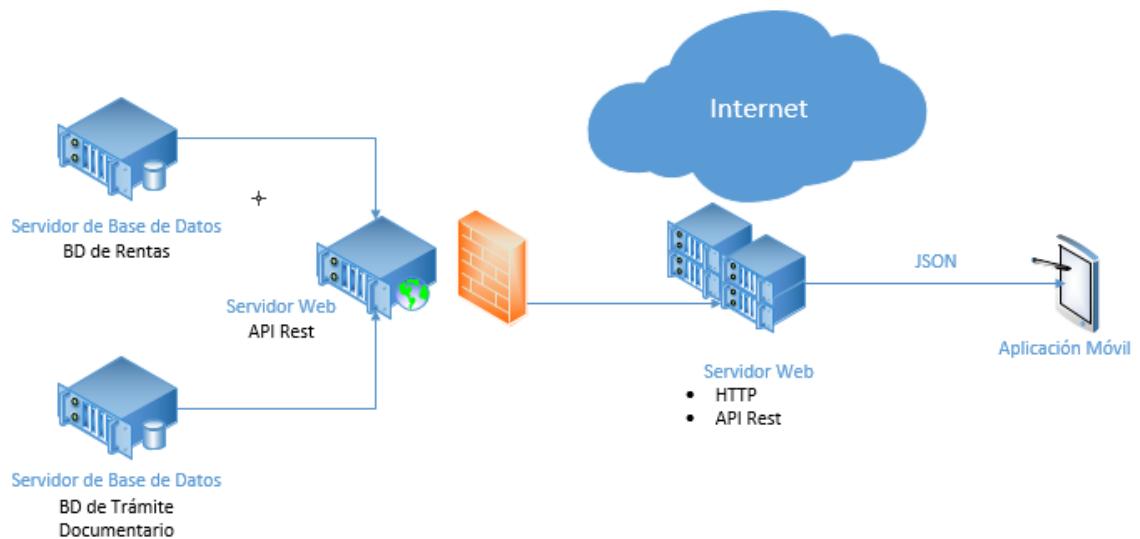 Internet
Servidor de Base de Datos
BD de Rentas
Servidor Web
API Rest
JSON
Aplicación Móvil
Servidor Web
• HTTP
• API Rest
Servidor de Base de Datos
BD de Trámite
Documentario